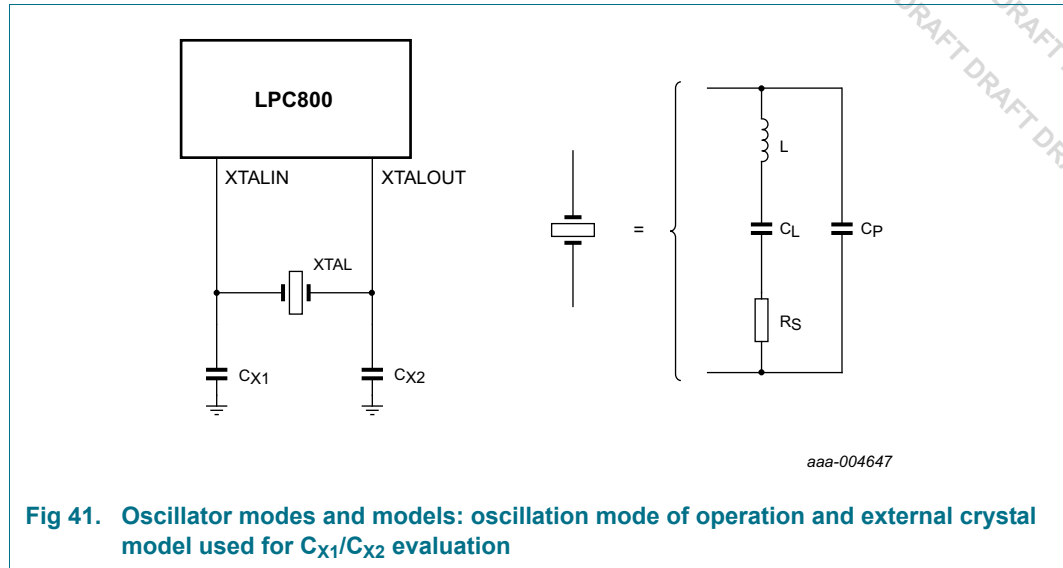 DRAFT DRAFT DRAFT
DRAFT
LPC800
XTALIN
XTALOUT
XTAL
CX1
CX2
=
L
CL
CP
RS
aaa-004647
Fig 41. Oscillator modes and models: oscillation mode of operation and external crystal
model used for CX1/CX2 evaluation